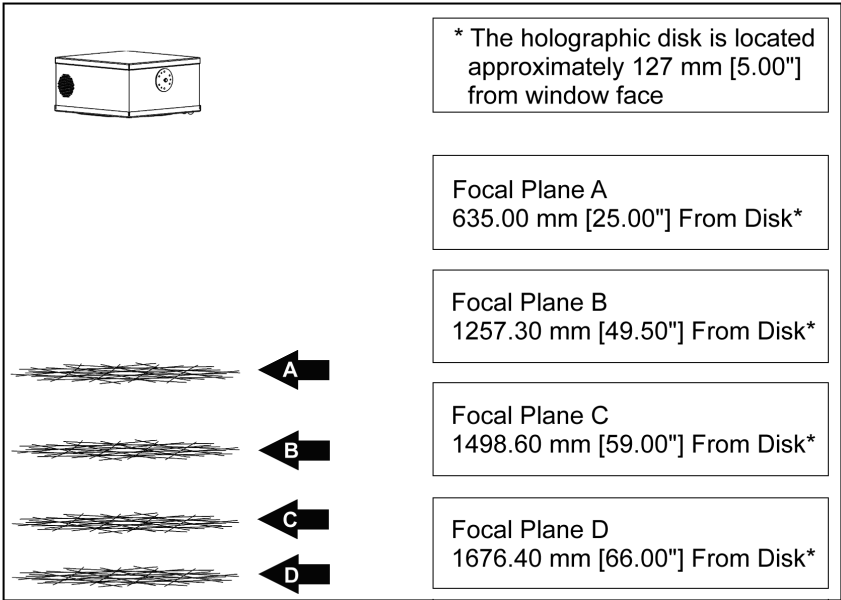 * The holographic disk is located
approximately 127 mm [5.00"]
from window face
Focal Plane A
635.00 mm [25.00"] From Disk*
Focal Plane B
1257.30 mm [49.50"] From Disk*
A
Focal Plane C
1498.60 mm [59.00"] From Disk*
B
C
Focal Plane D
1676.40 mm [66.00"] From Disk*
D